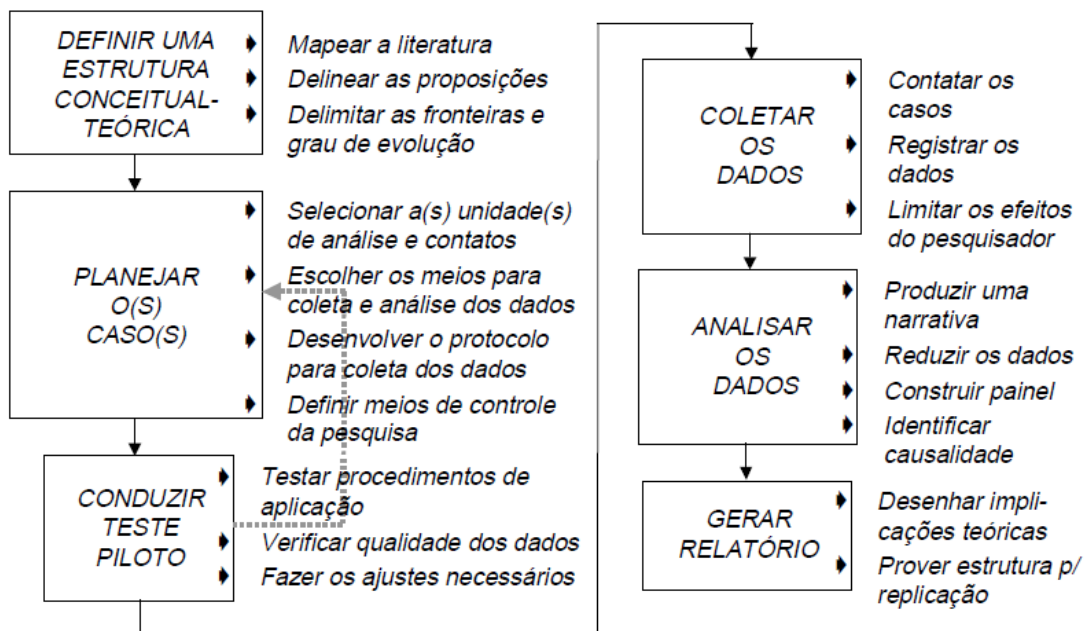 DEFINIR UMA
ESTRUTURA
CONCEITUAL-
TEÓRICA
Mapear a literatura
Delinear as proposições
Delimitar as fronteiras e
grau de evolução
PLANEJAR
O(S)
CASO(S)
Selecionar a(s) unidade(s)
de análise e contatos
Escolher os meios para
coleta e análise dos dados
Desenvolver o protocolo
para coleta dos dados
Definir meios de controle
da pesquisa
CONDUZIR
TESTE
PILOTO
Testar procedimentos de
aplicação
Verificar qualidade dos dados
Fazer os ajustes necessários
COLETAR
OS
DADOS
Contatar os
casos
Registrar os
dados
Limitar os efeitos
do pesquisador
ANALISAR
OS
DADOS
Produzir uma
narrativa
Reduzir os dados
Construir painel
Identificar
causalidade
GERAR
RELATÓRIO
Desenhar impli-
cações teóricas
Prover estrutura p/
replicação